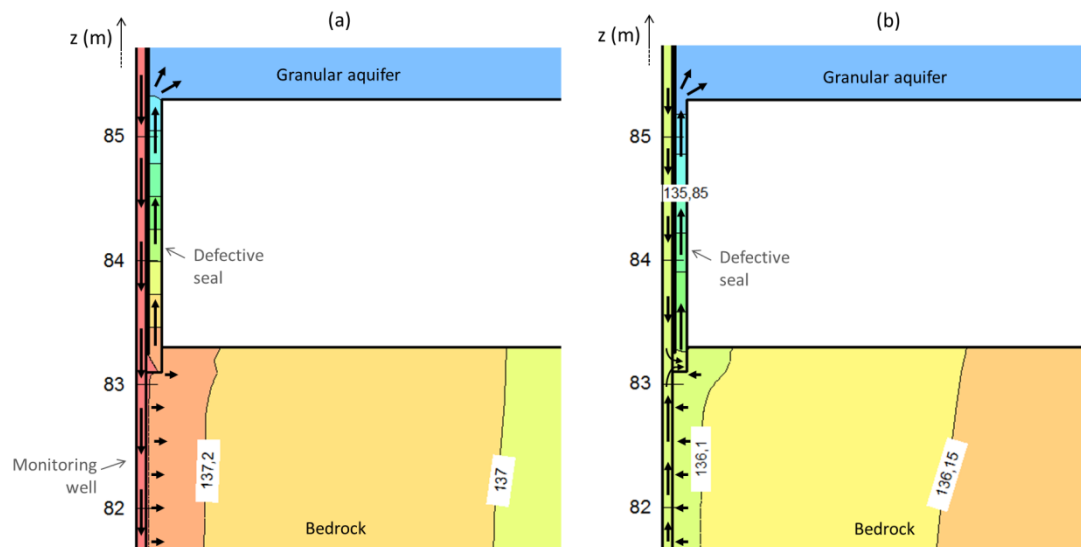 (a)
z (m)
Granular aquifer
85
84
Defective
seal
83
Monitoring
well
82
137,2
137
Bedrock
(b)
z (m)
Granular aquifer
85
135,85
84
Defective
seal
83
136,1
136,15
82
Bedrock